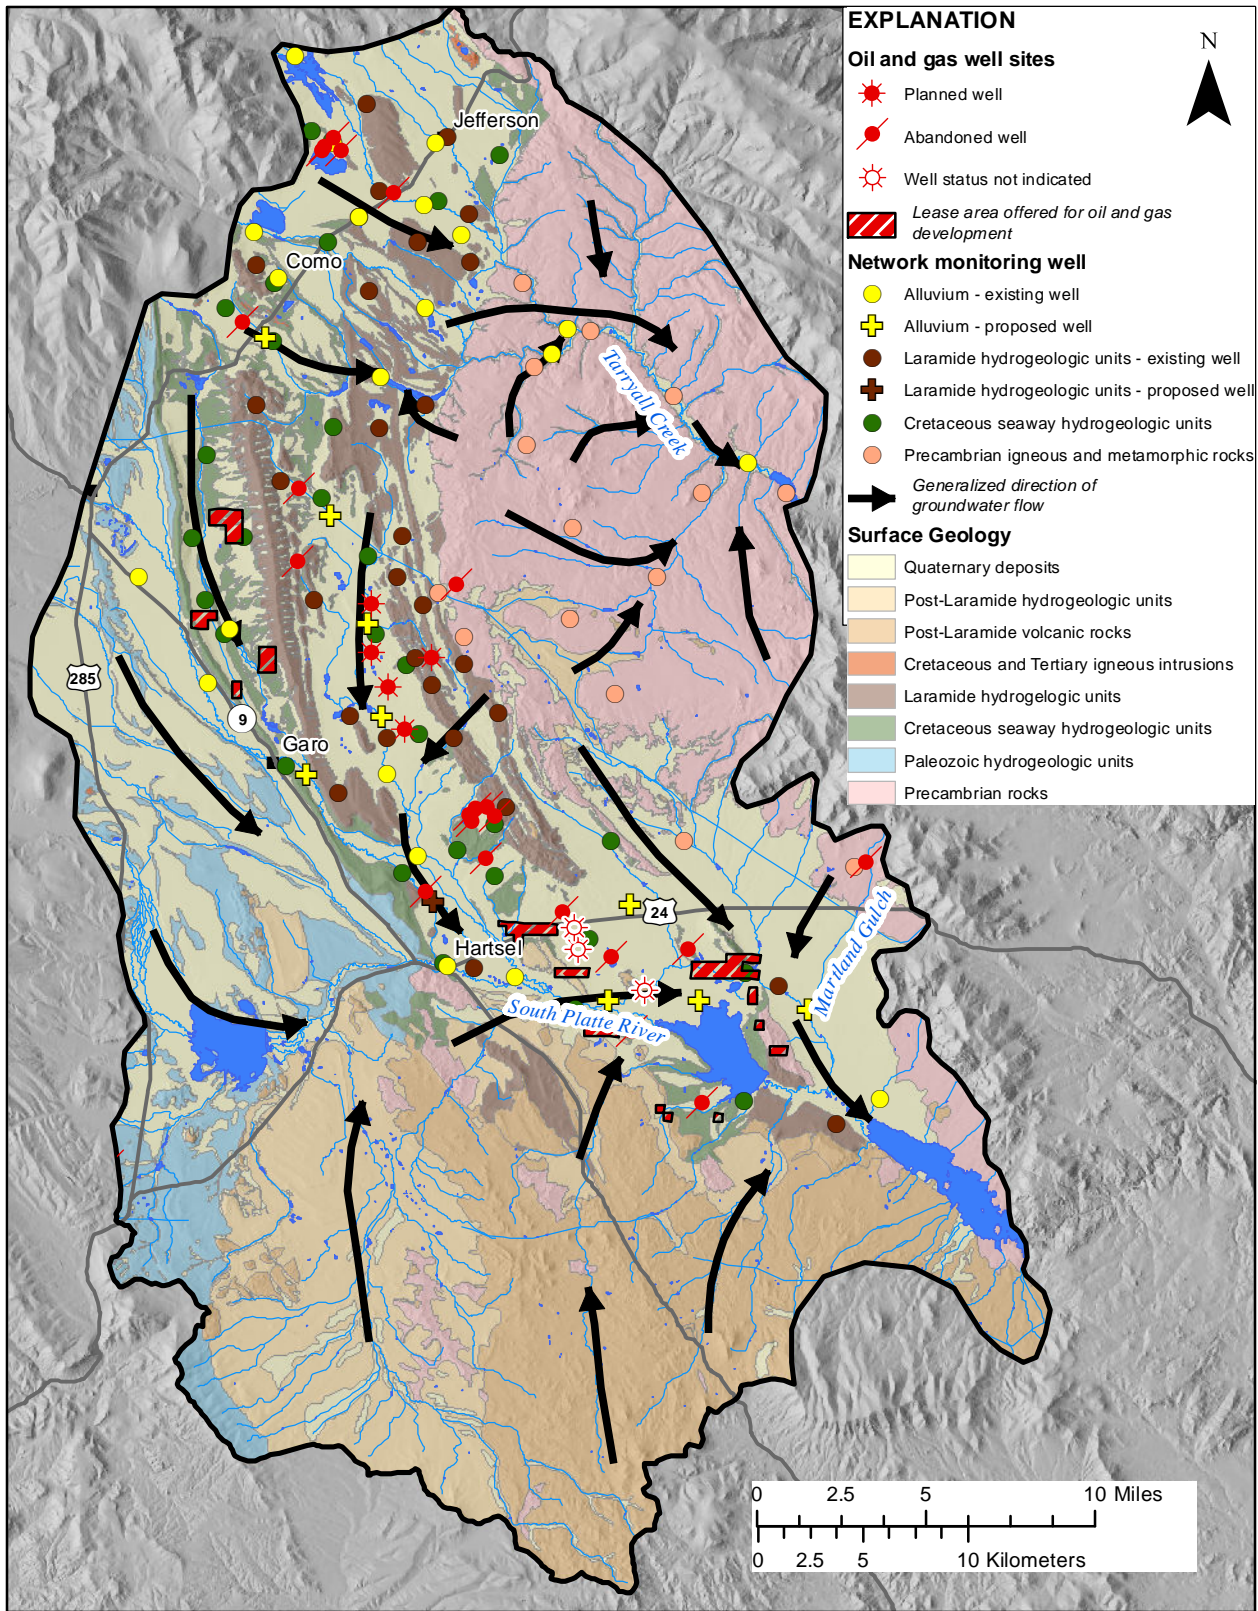 EXPLANATION
Oil and gas well sites
Planned well
Abandoned well
Well status not indicated
Lease area offered for oil and gas
development
Network monitoring well
Alluvium - existing well
Alluvium - proposed well
Laramide hydrogeologic units - existing well
Laramide hydrogeologic units - proposed well
Cretaceous seaway hydrogeologic units
Precambrian igneous and metamorphic rocks
Generalized direction of
groundwater flow
Surface Geology
Quaternary deposits
Post-Laramide hydrogeologic units
Post-Laramide volcanic rocks
Cretaceous and Tertiary igneous intrusions
Laramide hydrogelogic units
Cretaceous seaway hydrogeologic units
Paleozoic hydrogeologic units
Precambrian rocks
N
Jefferson
Como
Tarryall Creek
285
9
Garo
24
Hartsel
Martland Gulch
South Platte River
0 2.5 5 10 Miles
0 2.5 5 10 Kilometers